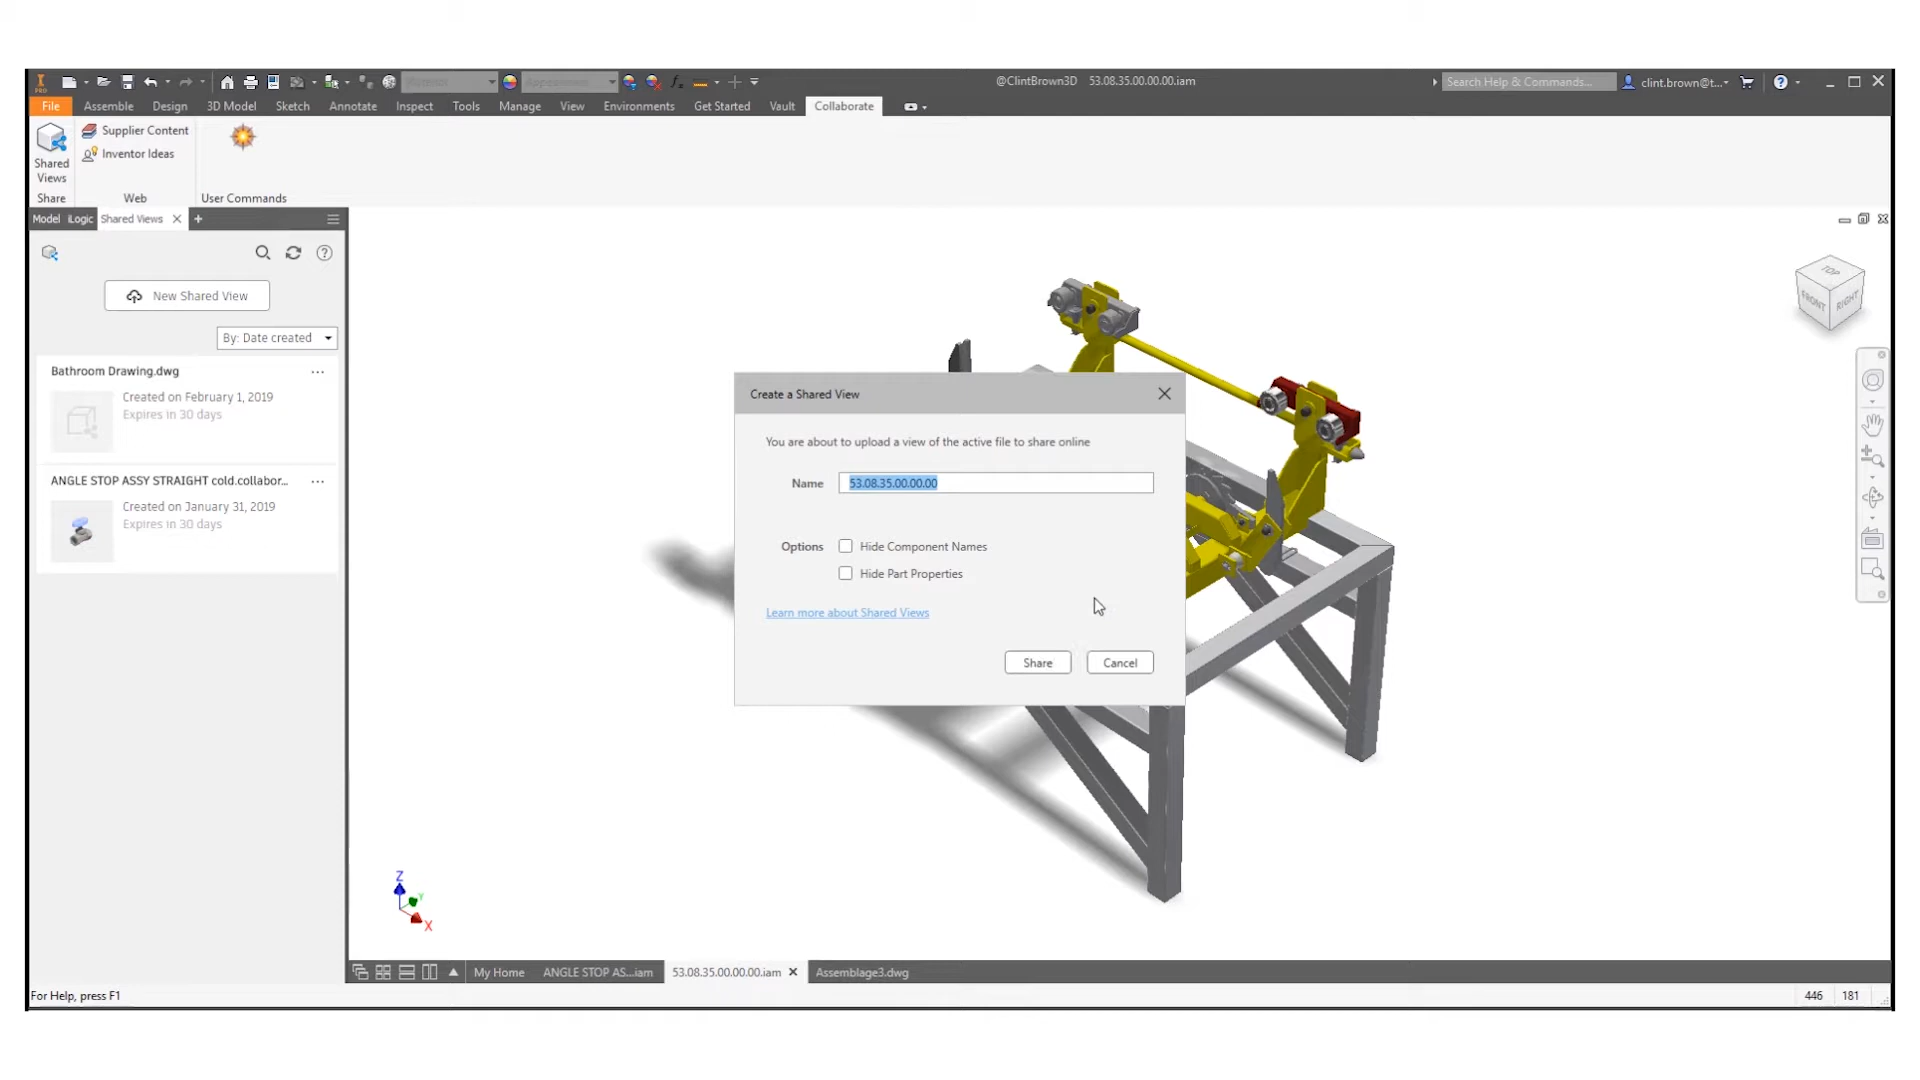 @ClintBrown3D 53.08.35.00.00.00.iam
Search Help & Commands...
clint.brown@t...
PRO
File Assemble Design 3D Model Sketch Annotate Inspect Tools Manage View Environments Get Started Vault Collaborate
Shared Views
Supplier Content
Inventor Ideas
Share Web User Commands
Model iLogic Shared Views
New Shared View
By: Date created
Bathroom Drawing.dwg
Created on February 1, 2019
Expires in 30 days
ANGLE STOP ASSY STRAIGHT cold.collabor...
Created on January 31, 2019
Expires in 30 days
TOP
FRONT
RIGHT
Create a Shared View
You are about to upload a view of the active file to share online
Name 53.08.35.00.00.00
Options Hide Component Names
Hide Part Properties
Learn more about Shared Views
Share Cancel
Z
Y
X
My Home ANGLE STOP AS...iam 53.08.35.00.00.00.iam Assemblage3.dwg
For Help, press F1
446 181